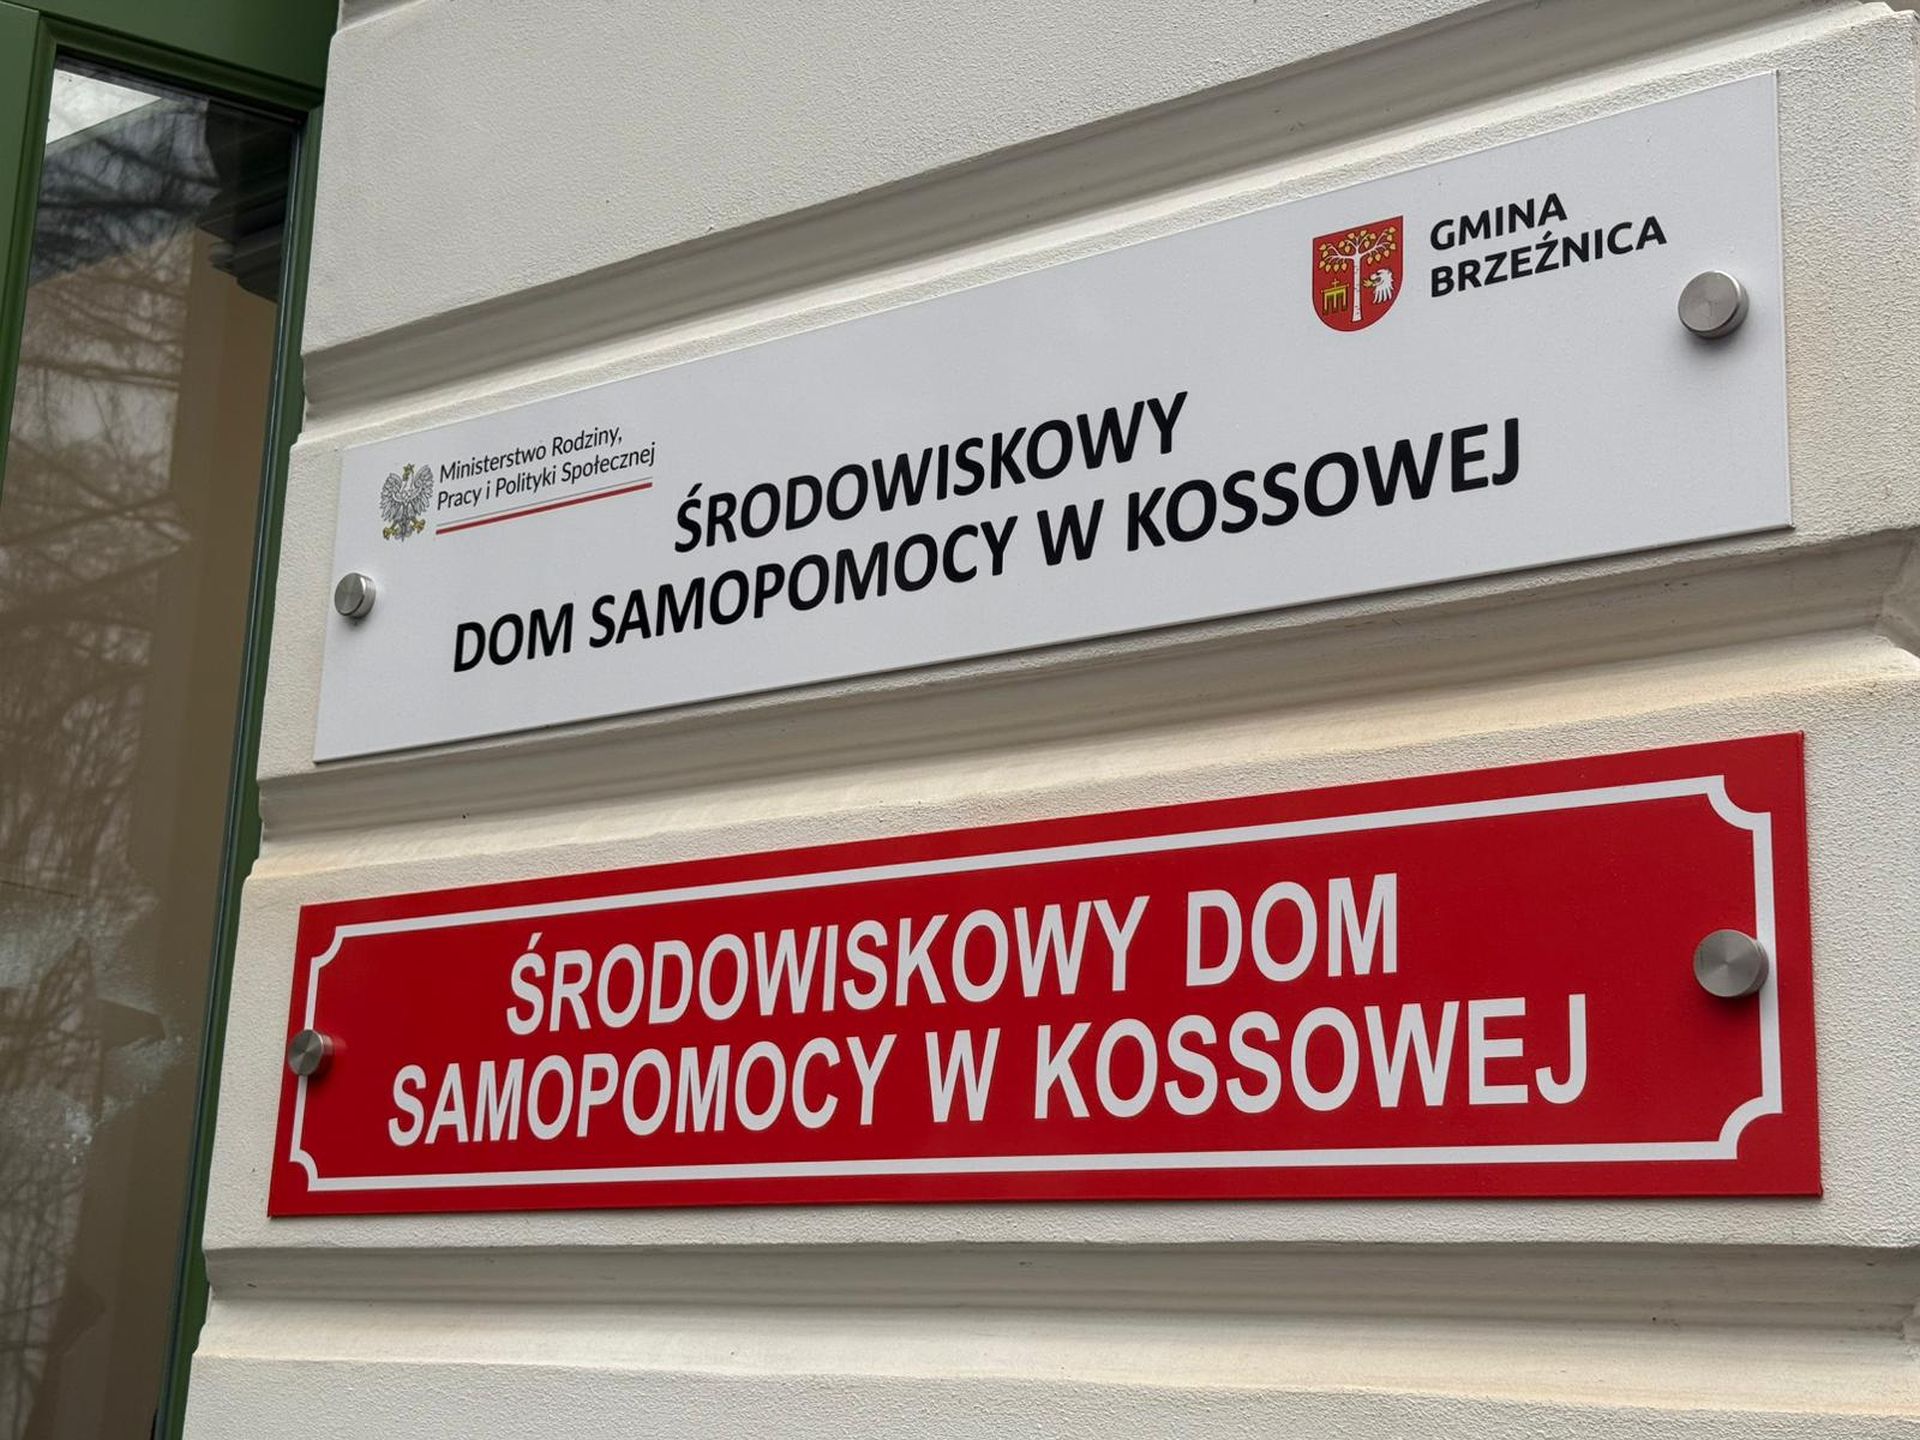 GMINA
BRZEŹNICA
Ministerstwo Rodziny,
Pracy i Polityki Społecznej
ŚRODOWISKOWY
DOM SAMOPOMOCY W KOSSOWEJ
ŚRODOWISKOWY DOM
SAMOPOMOCY W KOSSOWEJ